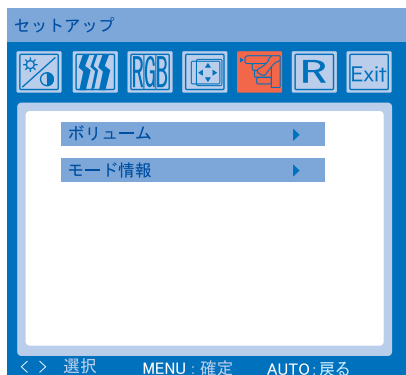 セットアップ
RGB R Exit
ボリューム
モード情報
< > 選択 MENU : 確定 AUTO : 戻る